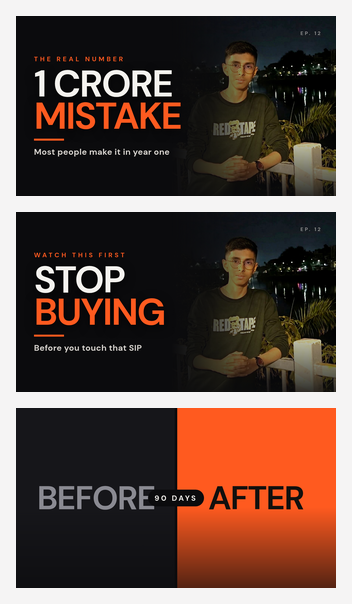 EP. 12
THE REAL NUMBER
1 CRORE
MISTAKE
Most people make it in year one
RED TAPE
EP. 12
WATCH THIS FIRST
STOP
BUYING
Before you touch that SIP
RED TAPE
BEFORE
90 DAYS
AFTER